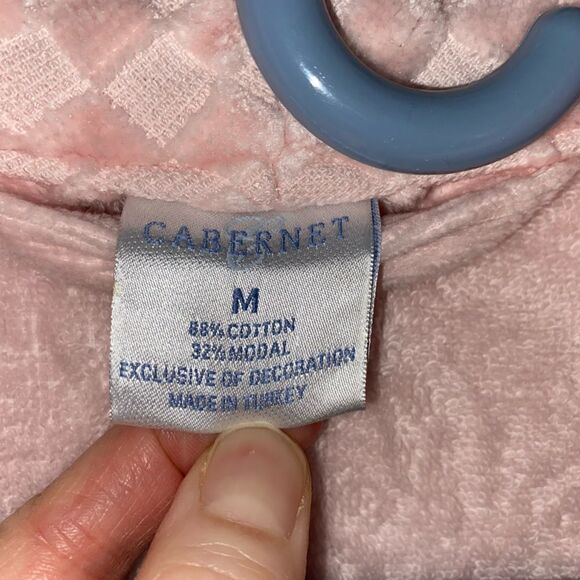 CABERNET
M
68% COTTON
32% MODAL
EXCLUSIVE OF DECORATION
MADE IN TURKEY